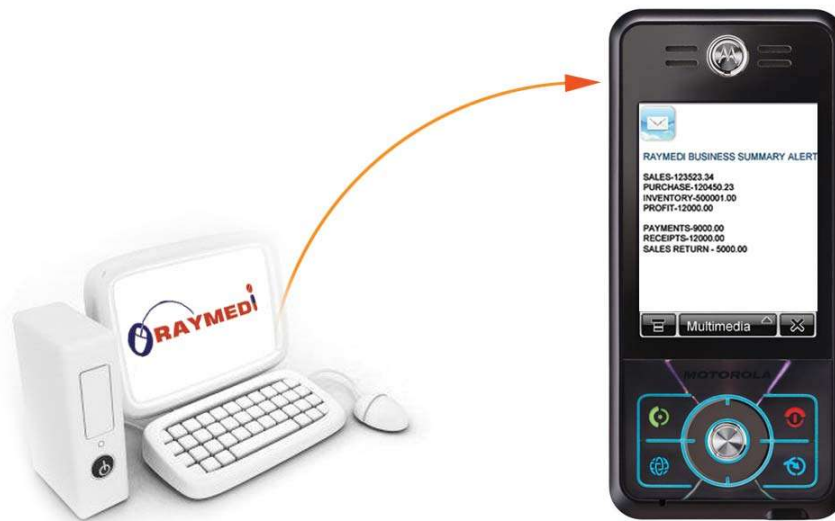 RAYMEDI
RAYMEDI BUSINESS SUMMARY ALERT
SALES-123523.34
PURCHASE-120450.23
INVENTORY-500001.00
PROFIT-12000.00
PAYMENTS-9000.00
RECEIPTS-12000.00
SALES RETURN - 5000.00
Multimedia
MOTOROLA